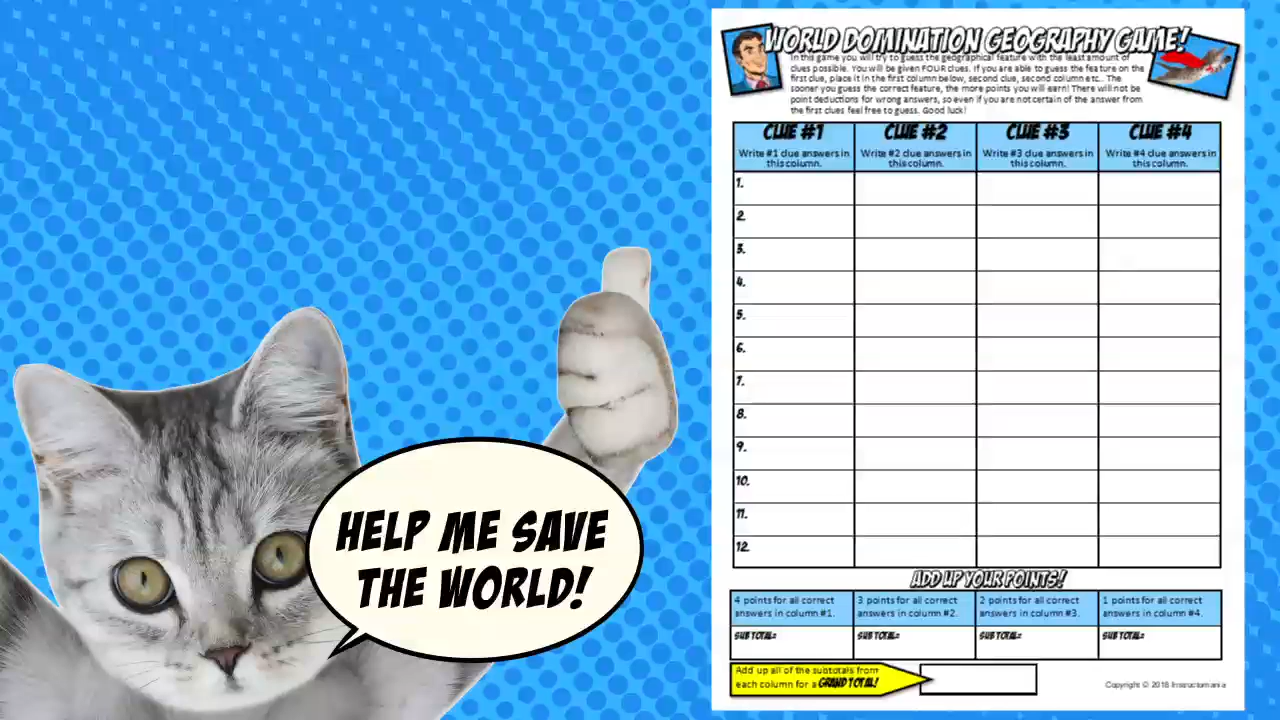 HELP ME SAVE
THE WORLD!
WORLD DOMINATION GEOGRAPHY GAME!
In this game you will try to guess the geographical feature with the least amount of
clues possible. You will be given FOUR clues. If you are able to guess the feature on the
first clue, place it in the first column below, second clue, second column etc.. The
sooner you guess the correct feature, the more points you will earn! There will not be
point deductions for wrong answers, so even if you are not certain of the answer from
the first clues feel free to guess. Good luck!
CLUE #1 CLUE #2 CLUE #3 CLUE #4
Write #1 clue answers in Write #2 clue answers in Write #3 clue answers in Write #4 clue answers in
this column. this column. this column. this column.
1.
2.
3.
4.
5.
6.
7.
8.
9.
10.
11.
12.
ADD UP YOUR POINTS!
4 points for all correct 3 points for all correct 2 points for all correct 1 points for all correct
answers in column #1. answers in column #2. answers in column #3. answers in column #4.
SUB TOTAL= SUB TOTAL= SUB TOTAL= SUB TOTAL=
Add up all of the subtotals from
each column for a GRAND TOTAL!
Copyright © 2018 Instructomania